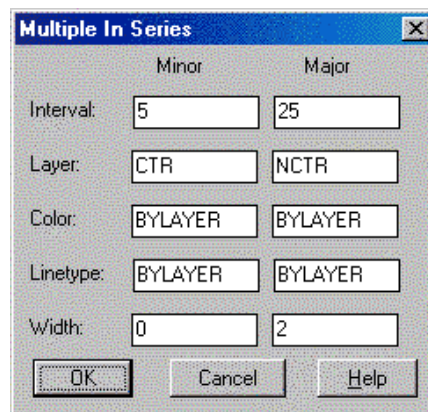 Multiple In Series
Minor Major
Interval: 5 25
Layer: CTR NCTR
Color: BYLAYER BYLAYER
Linetype: BYLAYER BYLAYER
Width: 0 2
OK Cancel Help